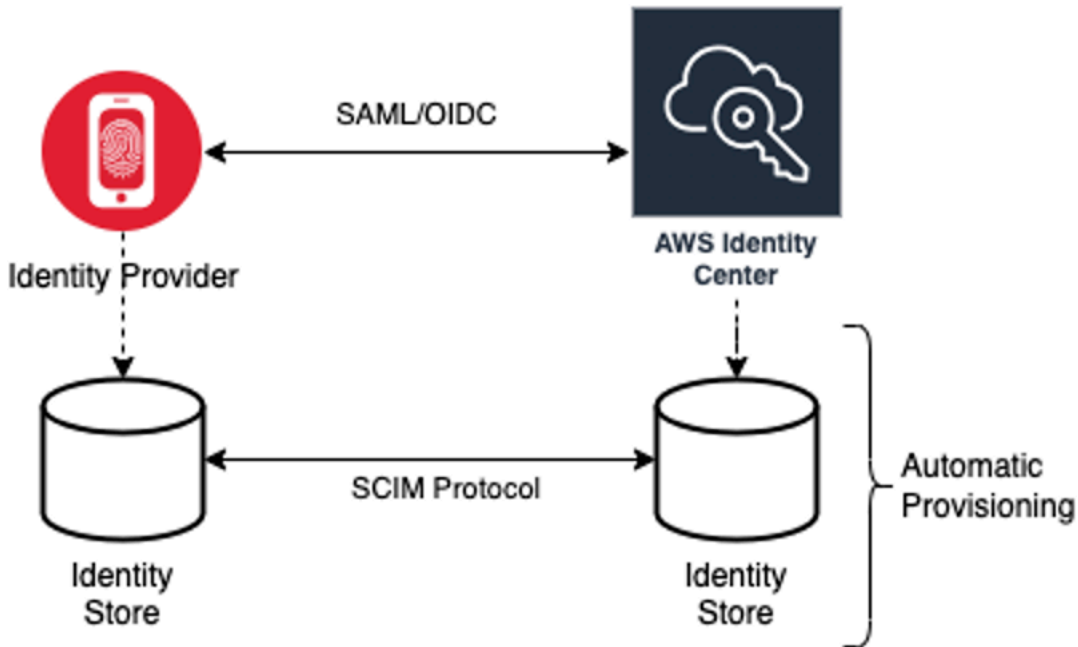 SAML/OIDC
AWS Identity
Center
Identity Provider
SCIM Protocol
Automatic
Provisioning
Identity
Store
Identity
Store